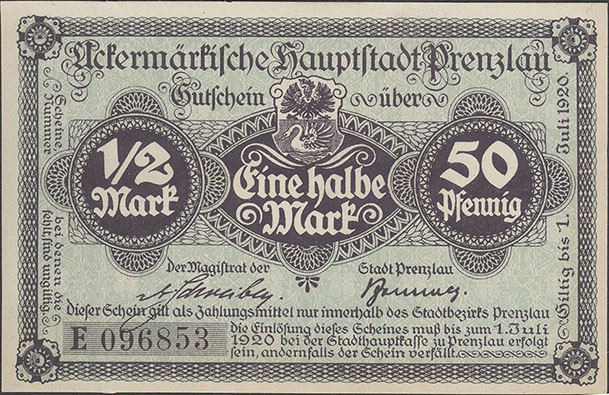 Uckermärkische Hauptstadt Prenzlau
Gutschein über
1/2
Mark
Eine halbe
Mark
50
Pfennig
Scheine
Nummer
bei denen die
fehlt, sind ungültig.
Giltig bis 1. Juli 1920.
Der Magistrat der Stadt Prenzlau
Dieser Schein gilt als Zahlungsmittel nur innerhalb des Stadtbezirks Prenzlau
E 096853
die Einlösung dieses Scheines muß bis zum 1. Juli
1920 bei der Stadthauptkasse zu Prenzlau erfolgt
sein, andernfalls der Schein verfällt.